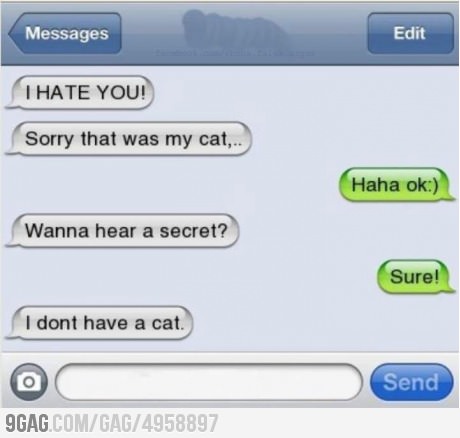 Messages
Edit
I HATE YOU!
Sorry that was my cat,..
Haha ok:)
Wanna hear a secret?
Sure!
I dont have a cat.
Send
9GAG.COM/GAG/4958897